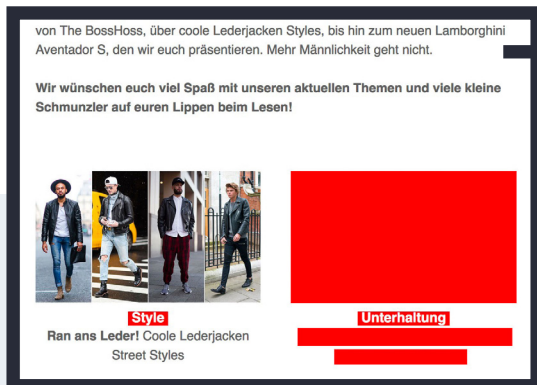 von The BossHoss, über coole Lederjacken Styles, bis hin zum neuen Lamborghini
Aventador S, den wir euch präsentieren. Mehr Männlichkeit geht nicht.
Wir wünschen euch viel Spaß mit unseren aktuellen Themen und viele kleine
Schmunzler auf euren Lippen beim Lesen!
Style
Ran ans Leder! Coole Lederjacken
Street Styles
Unterhaltung